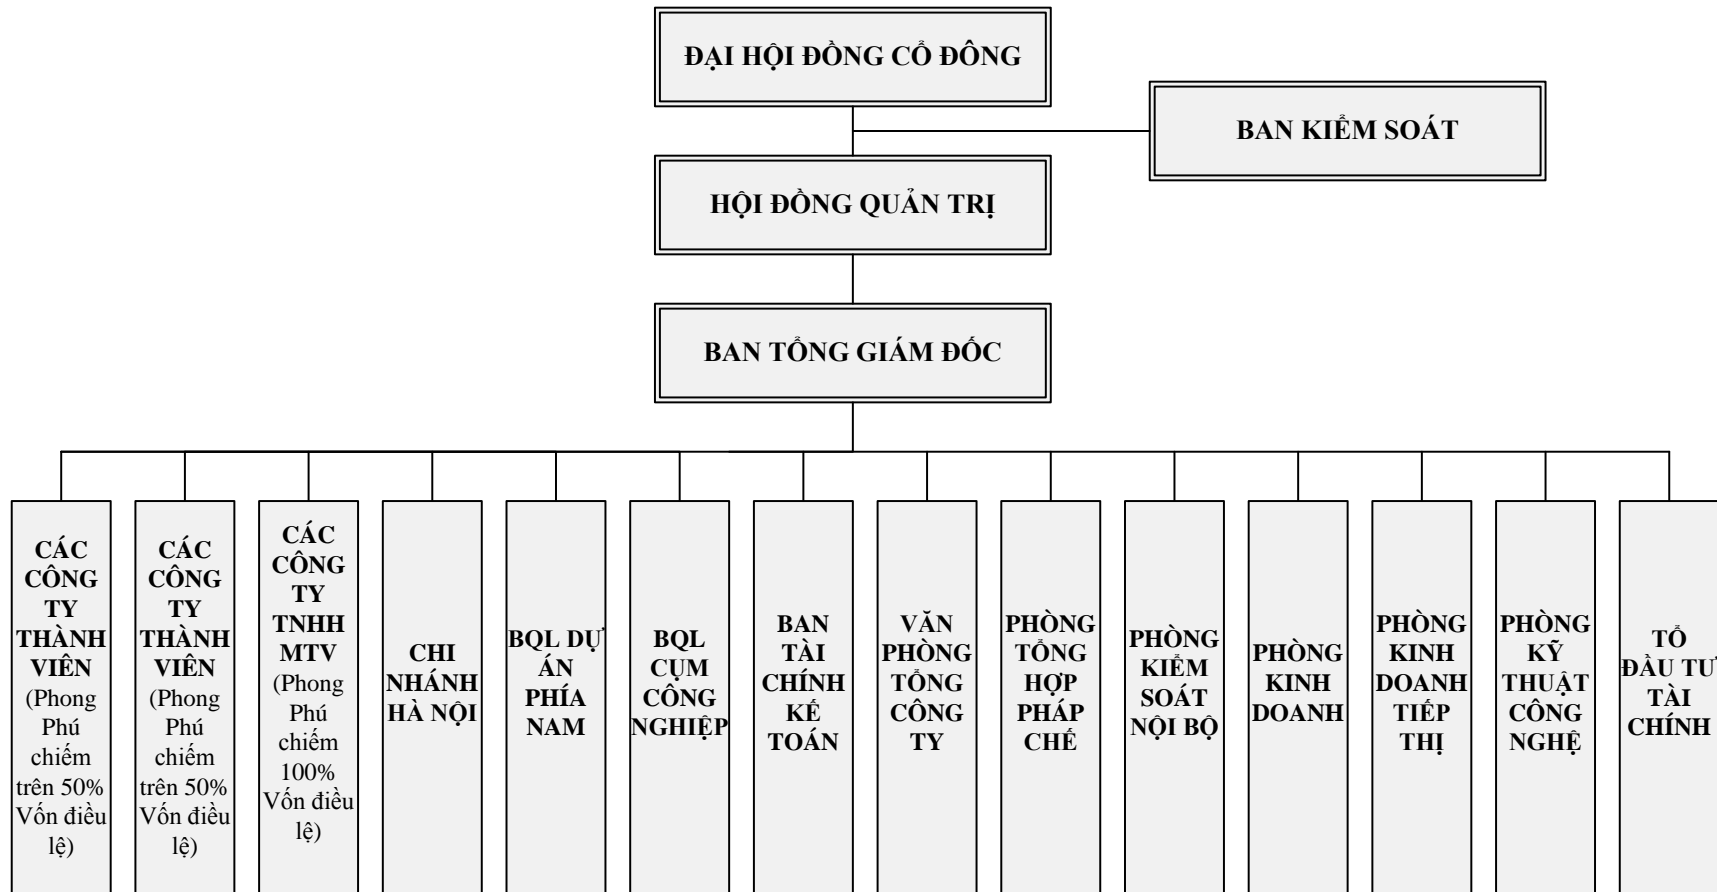 ĐẠI HỘI ĐỒNG CỔ ĐÔNG
BAN KIỂM SOÁT
HỘI ĐỒNG QUẢN TRỊ
BAN TỔNG GIÁM ĐỐC
CÁC
CÔNG
TY
THÀNH
VIÊN
(Phong
Phú
chiếm
trên 50%
Vốn điều
lệ)
CÁC
CÔNG
TY
THÀNH
VIÊN
(Phong
Phú
chiếm
trên 50%
Vốn điều
lệ)
CÁC
CÔNG
TY
TNHH
MTV
(Phong
Phú
chiếm
100%
Vốn điều
lệ)
CHI
NHÁNH
HÀ NỘI
BQL DỰ
ÁN
PHÍA
NAM
BQL
CỤM
CÔNG
NGHIỆP
BAN
TÀI
CHÍNH
KẾ
TOÁN
VĂN
PHÒNG
TỔNG
CÔNG
TY
PHÒNG
TỔNG
HỢP
PHÁP
CHẾ
PHÒNG
KIỂM
SOÁT
NỘI BỘ
PHÒNG
KINH
DOANH
PHÒNG
KINH
DOANH
TIẾP
THỊ
PHÒNG
KỸ
THUẬT
CÔNG
NGHỆ
TỔ
ĐẦU TƯ
TÀI
CHÍNH